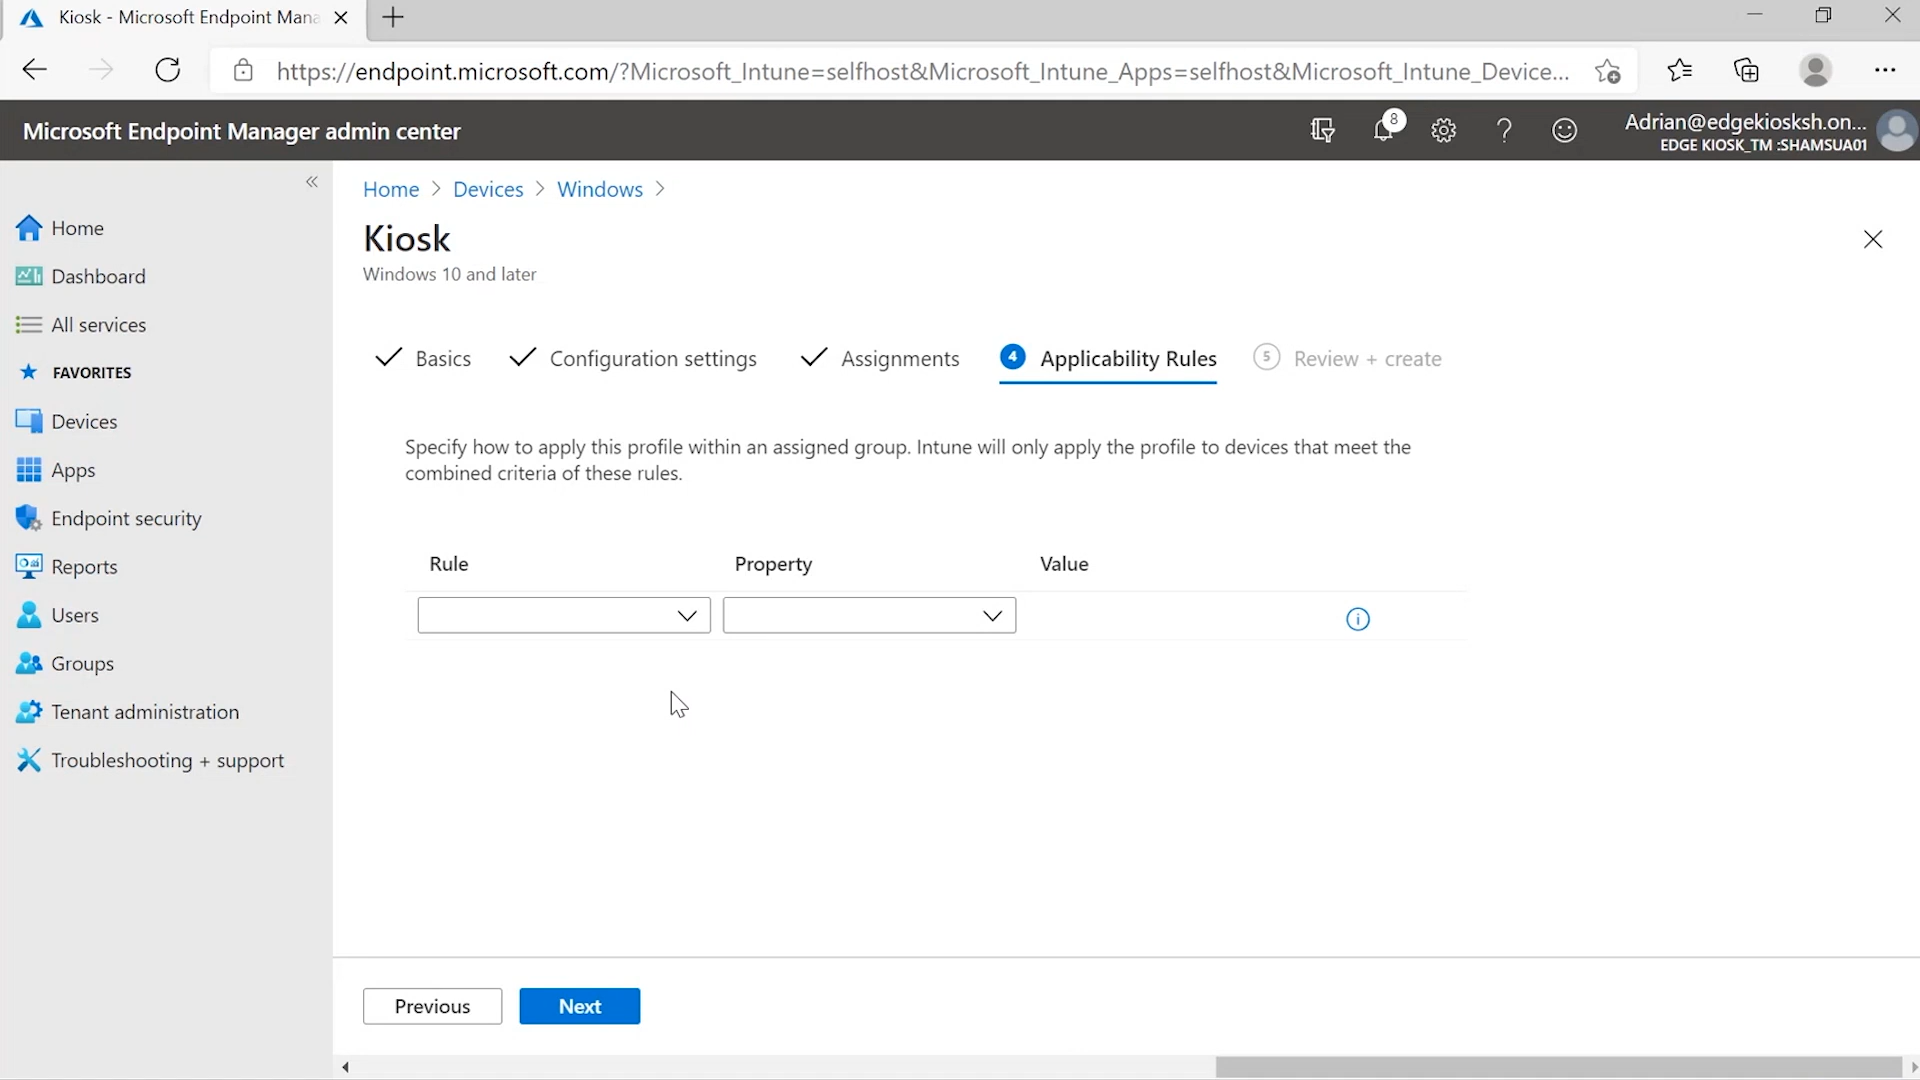 Kiosk - Microsoft Endpoint Mana
https://endpoint.microsoft.com/?Microsoft_Intune=selfhost&Microsoft_Intune_Apps=selfhost&Microsoft_Intune_Device...
Microsoft Endpoint Manager admin center
8
Adrian@edgekiosksh.on...
EDGE KIOSK_TM :SHAMSUA01
Home
Dashboard
All services
FAVORITES
Devices
Apps
Endpoint security
Reports
Users
Groups
Tenant administration
Troubleshooting + support
Home > Devices > Windows >
Kiosk
Windows 10 and later
Basics
Configuration settings
Assignments
4 Applicability Rules
5 Review + create
Specify how to apply this profile within an assigned group. Intune will only apply the profile to devices that meet the
combined criteria of these rules.
Rule Property Value
Previous
Next